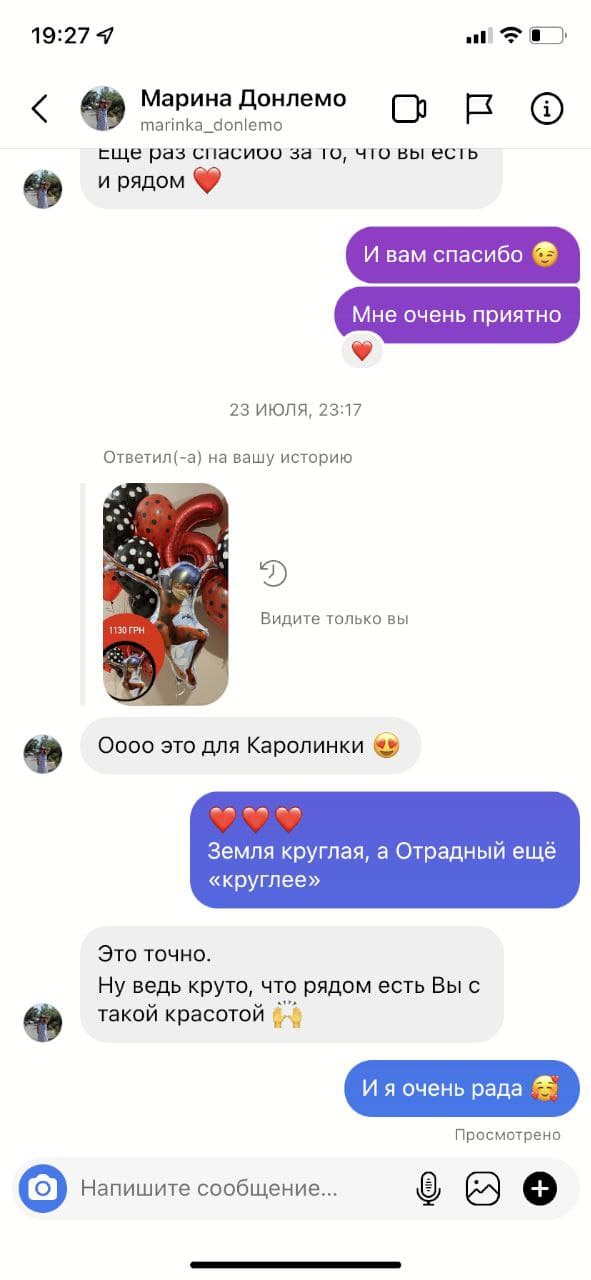 19:27
Марина Донлемо
marinka_donlemo
Еще раз спасибо за то, что вы есть
и рядом ❤️
И вам спасибо 😉
Мне очень приятно
❤️
23 ИЮЛЯ, 23:17
Ответил(-а) на вашу историю
1130 ГРН
Видите только вы
Оооо это для Каролинки 😍
❤️❤️❤️
Земля круглая, а Отрадный ещё
«круглее»
Это точно.
Ну ведь круто, что рядом есть Вы с
такой красотой 🙌
И я очень рада 🥰
Просмотрено
Напишите сообщение...